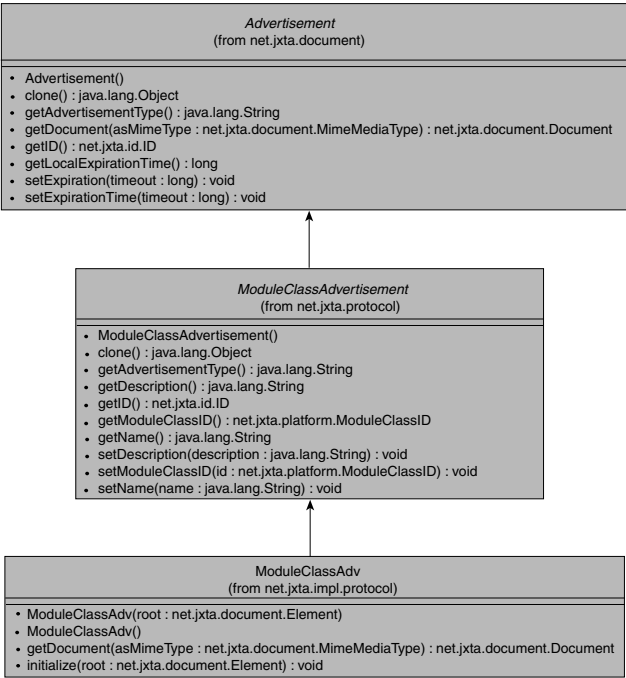 Advertisement
(from net.jxta.document)
• Advertisement()
• clone() : java.lang.Object
• getAdvertisementType() : java.lang.String
• getDocument(asMimeType : net.jxta.document.MimeMediaType) : net.jxta.document.Document
• getID() : net.jxta.id.ID
• getLocalExpirationTime() : long
• setExpiration(timeout : long) : void
• setExpirationTime(timeout : long) : void
ModuleClassAdvertisement
(from net.jxta.protocol)
• ModuleClassAdvertisement()
• clone() : java.lang.Object
• getAdvertisementType() : java.lang.String
• getDescription() : java.lang.String
• getID() : net.jxta.id.ID
• getModuleClassID() : net.jxta.platform.ModuleClassID
• getName() : java.lang.String
• setDescription(description : java.lang.String) : void
• setModuleClassID(id : net.jxta.platform.ModuleClassID) : void
• setName(name : java.lang.String) : void
ModuleClassAdv
(from net.jxta.impl.protocol)
• ModuleClassAdv(root : net.jxta.document.Element)
• ModuleClassAdv()
• getDocument(asMimeType : net.jxta.document.MimeMediaType) : net.jxta.document.Document
• initialize(root : net.jxta.document.Element) : void